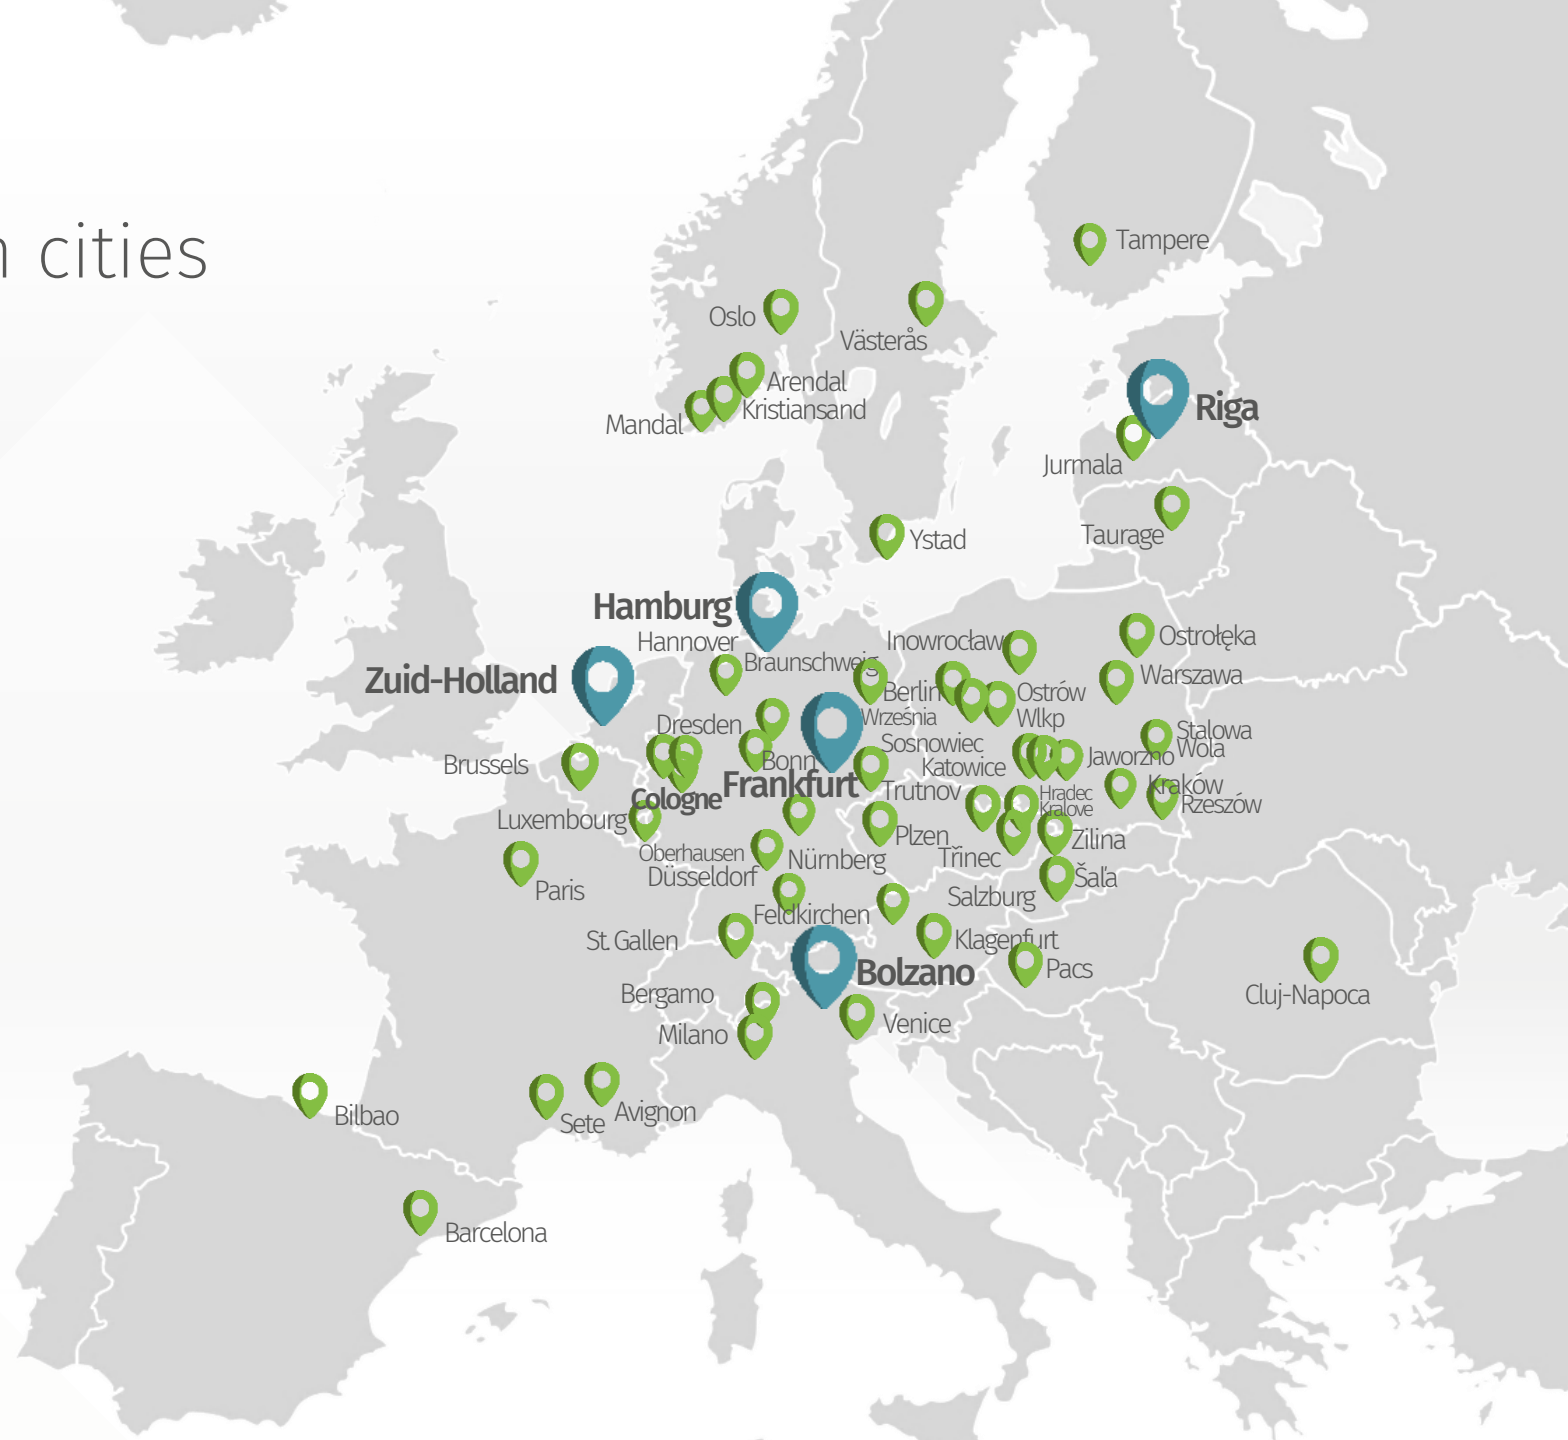 n cities
Tampere
Oslo
Västerås
Arendal
Kristiansand
Mandal
Riga
Jurmala
Taurage
Ystad
Hamburg
Hannover
Braunschweig
Inowrocław
Ostrołęka
Zuid-Holland
Berlin
Warszawa
Ostrów
Wlkp
Września
Dresden
Stalowa
Wola
Sosnowiec
Brussels
Bonn
Katowice
Jaworzno
Frankfurt
Trutnov
Kraków
Cologne
Hradec
Kralove
Rzeszów
Luxembourg
Plzen
Zilina
Oberhausen
Nürnberg
Třinec
Düsseldorf
Šaľa
Paris
Salzburg
Feldkirchen
St. Gallen
Klagenfurt
Bolzano
Pacs
Bergamo
Cluj-Napoca
Venice
Milano
Bilbao
Avignon
Sete
Barcelona